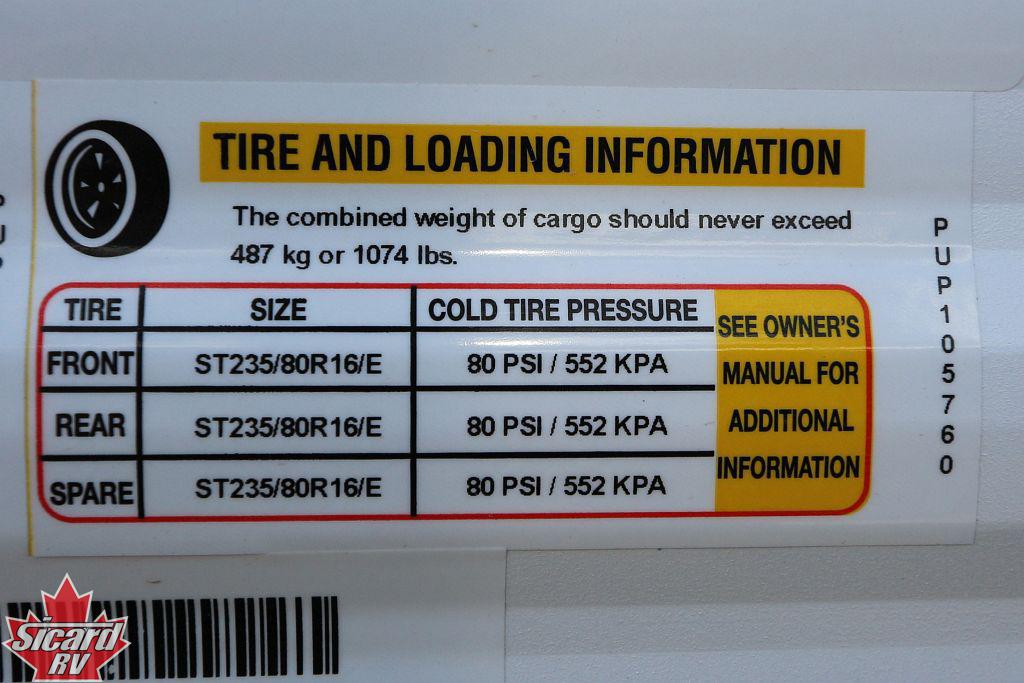 TIRE AND LOADING INFORMATION
The combined weight of cargo should never exceed
487 kg or 1074 lbs.
TIRE SIZE COLD TIRE PRESSURE
FRONT ST235/80R16/E 80 PSI / 552 KPA
REAR ST235/80R16/E 80 PSI / 552 KPA
SPARE ST235/80R16/E 80 PSI / 552 KPA
SEE OWNER'S
MANUAL FOR
ADDITIONAL
INFORMATION
PUP105760
Sicard
RV